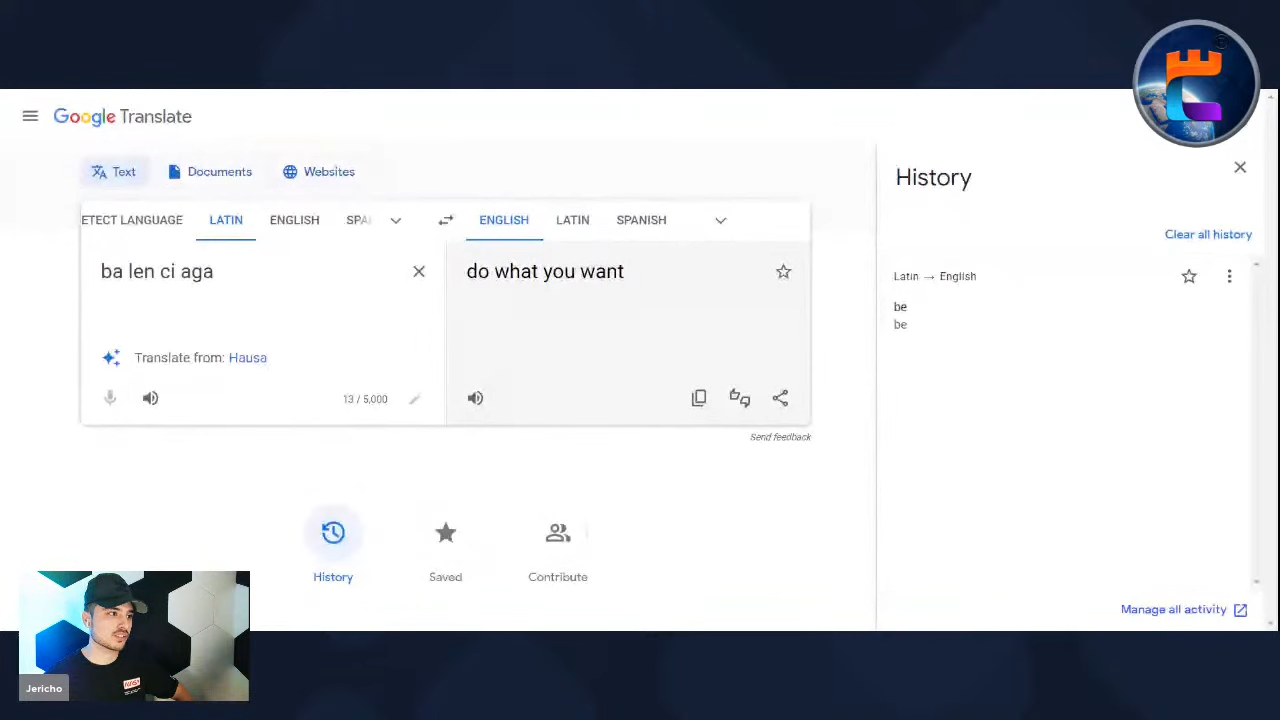 Google Translate
Text
Documents
Websites
ETECT LANGUAGE
LATIN
ENGLISH
SPA
ENGLISH
LATIN
SPANISH
ba len ci aga
do what you want
Translate from: Hausa
13 / 5,000
Send feedback
History
Saved
Contribute
History
Clear all history
Latin → English
be
be
Manage all activity
Jericho